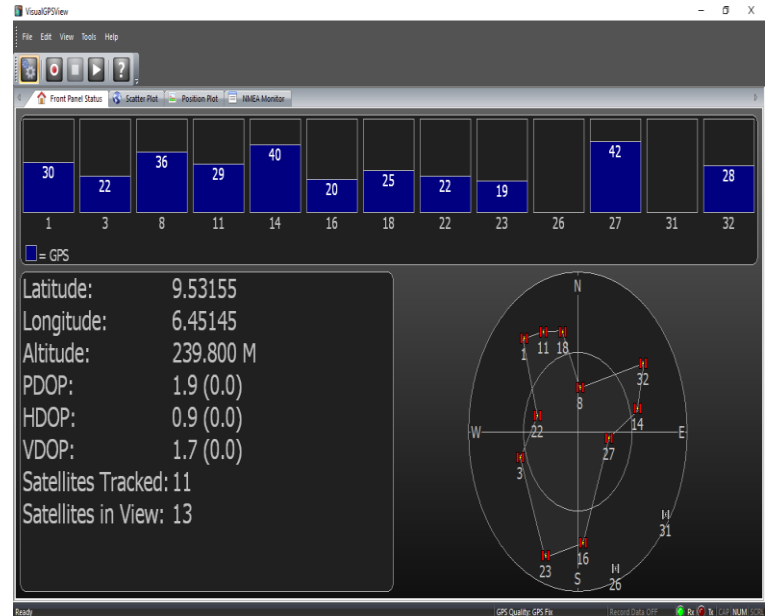 VisualGPSView
File Edit View Tools Help
Front Panel Status Scatter Plot Position Plot NMEA Monitor
30 22 36 29 40 20 25 22 19 42 28
1 3 8 11 14 16 18 22 23 26 27 31 32
= GPS
Latitude: 9.53155
Longitude: 6.45145
Altitude: 239.800 M
PDOP: 1.9 (0.0)
HDOP: 0.9 (0.0)
VDOP: 1.7 (0.0)
Satellites Tracked: 11
Satellites in View: 13
N
1 11 18
32
8
14
W 22 E
27
3
31
16
23 S 26
Ready GPS Quality: GPS Fix Record Data OFF Rx Tx CAP NUM SCRL